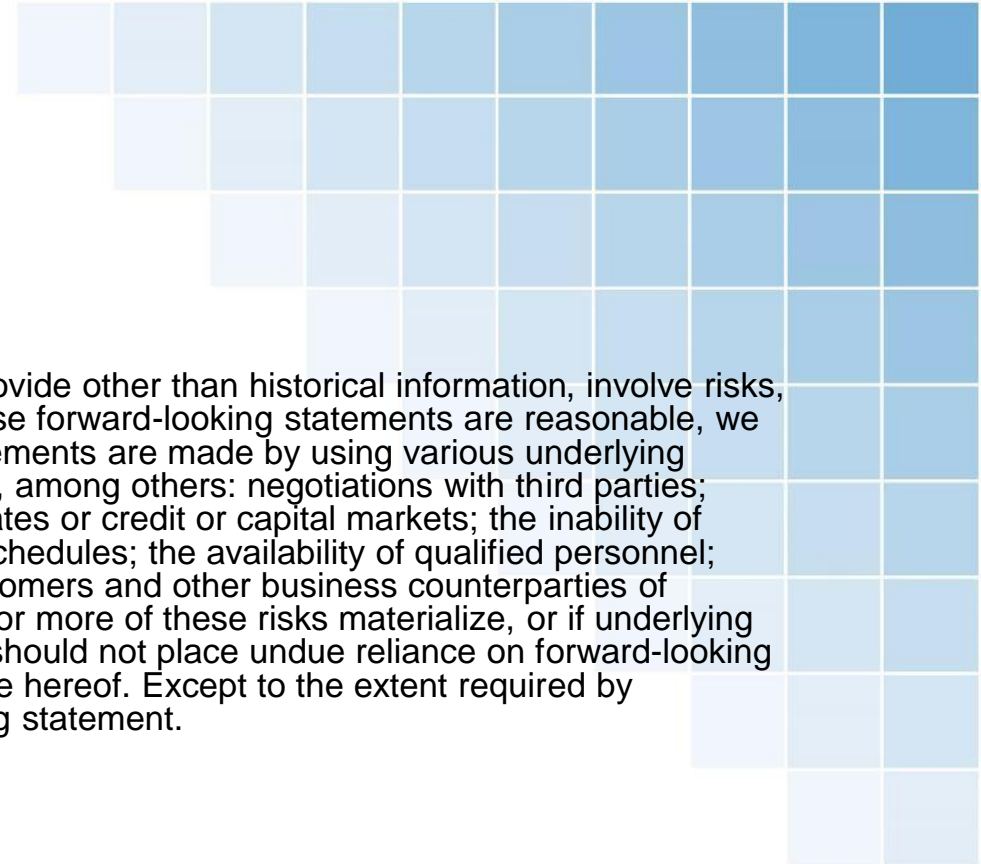 ovide other than historical information, involve risks,
se forward-looking statements are reasonable, we
ements are made by using various underlying
, among others: negotiations with third parties;
ates or credit or capital markets; the inability of
chedules; the availability of qualified personnel;
tomers and other business counterparties of
or more of these risks materialize, or if underlying
should not place undue reliance on forward-looking
e hereof. Except to the extent required by
g statement.